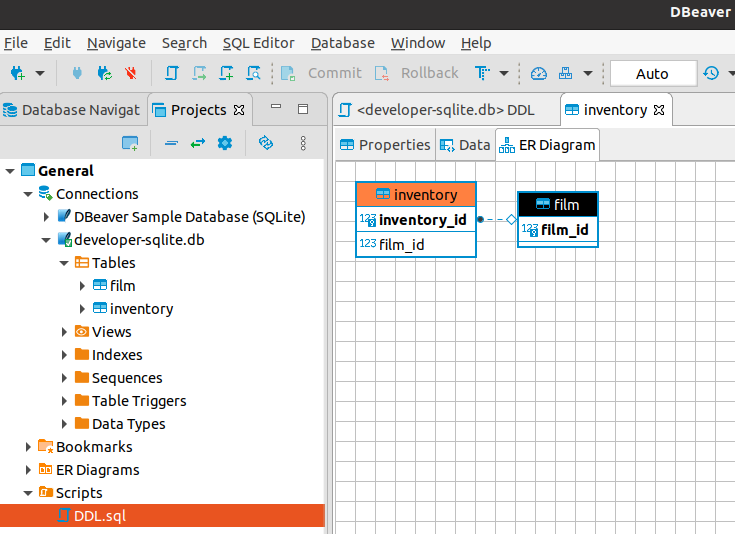 DBeaver
File Edit Navigate Search SQL Editor Database Window Help
Commit Rollback Auto
Database Navigat Projects <developer-sqlite.db> DDL inventory
Properties Data ER Diagram
General
Connections
DBeaver Sample Database (SQLite)
developer-sqlite.db
Tables
film
inventory
Views
Indexes
Sequences
Table Triggers
Data Types
Bookmarks
ER Diagrams
Scripts
DDL.sql
inventory
123 inventory_id
123 film_id
film
123 film_id